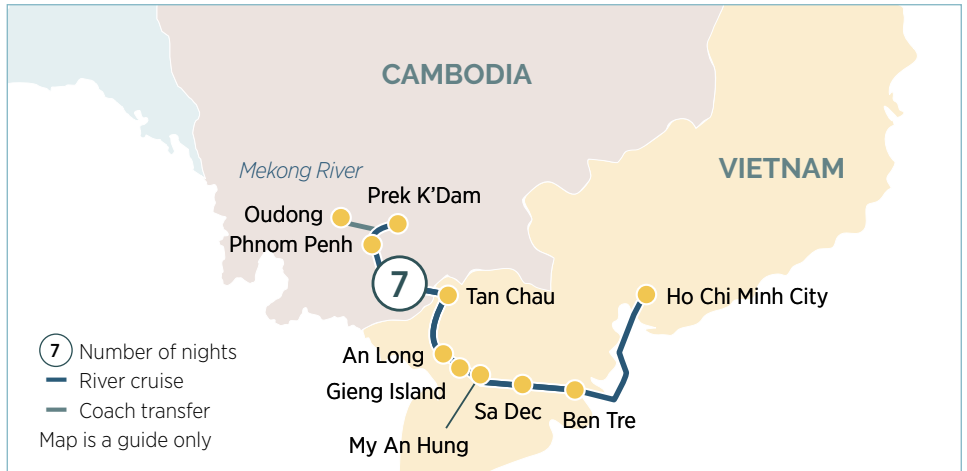 CAMBODIA
VIETNAM
Mekong River
Prek K’Dam
Oudong
Phnom Penh
7
Tan Chau
Ho Chi Minh City
An Long
Gieng Island
Sa Dec
Ben Tre
My An Hung
7 Number of nights
River cruise
Coach transfer
Map is a guide only